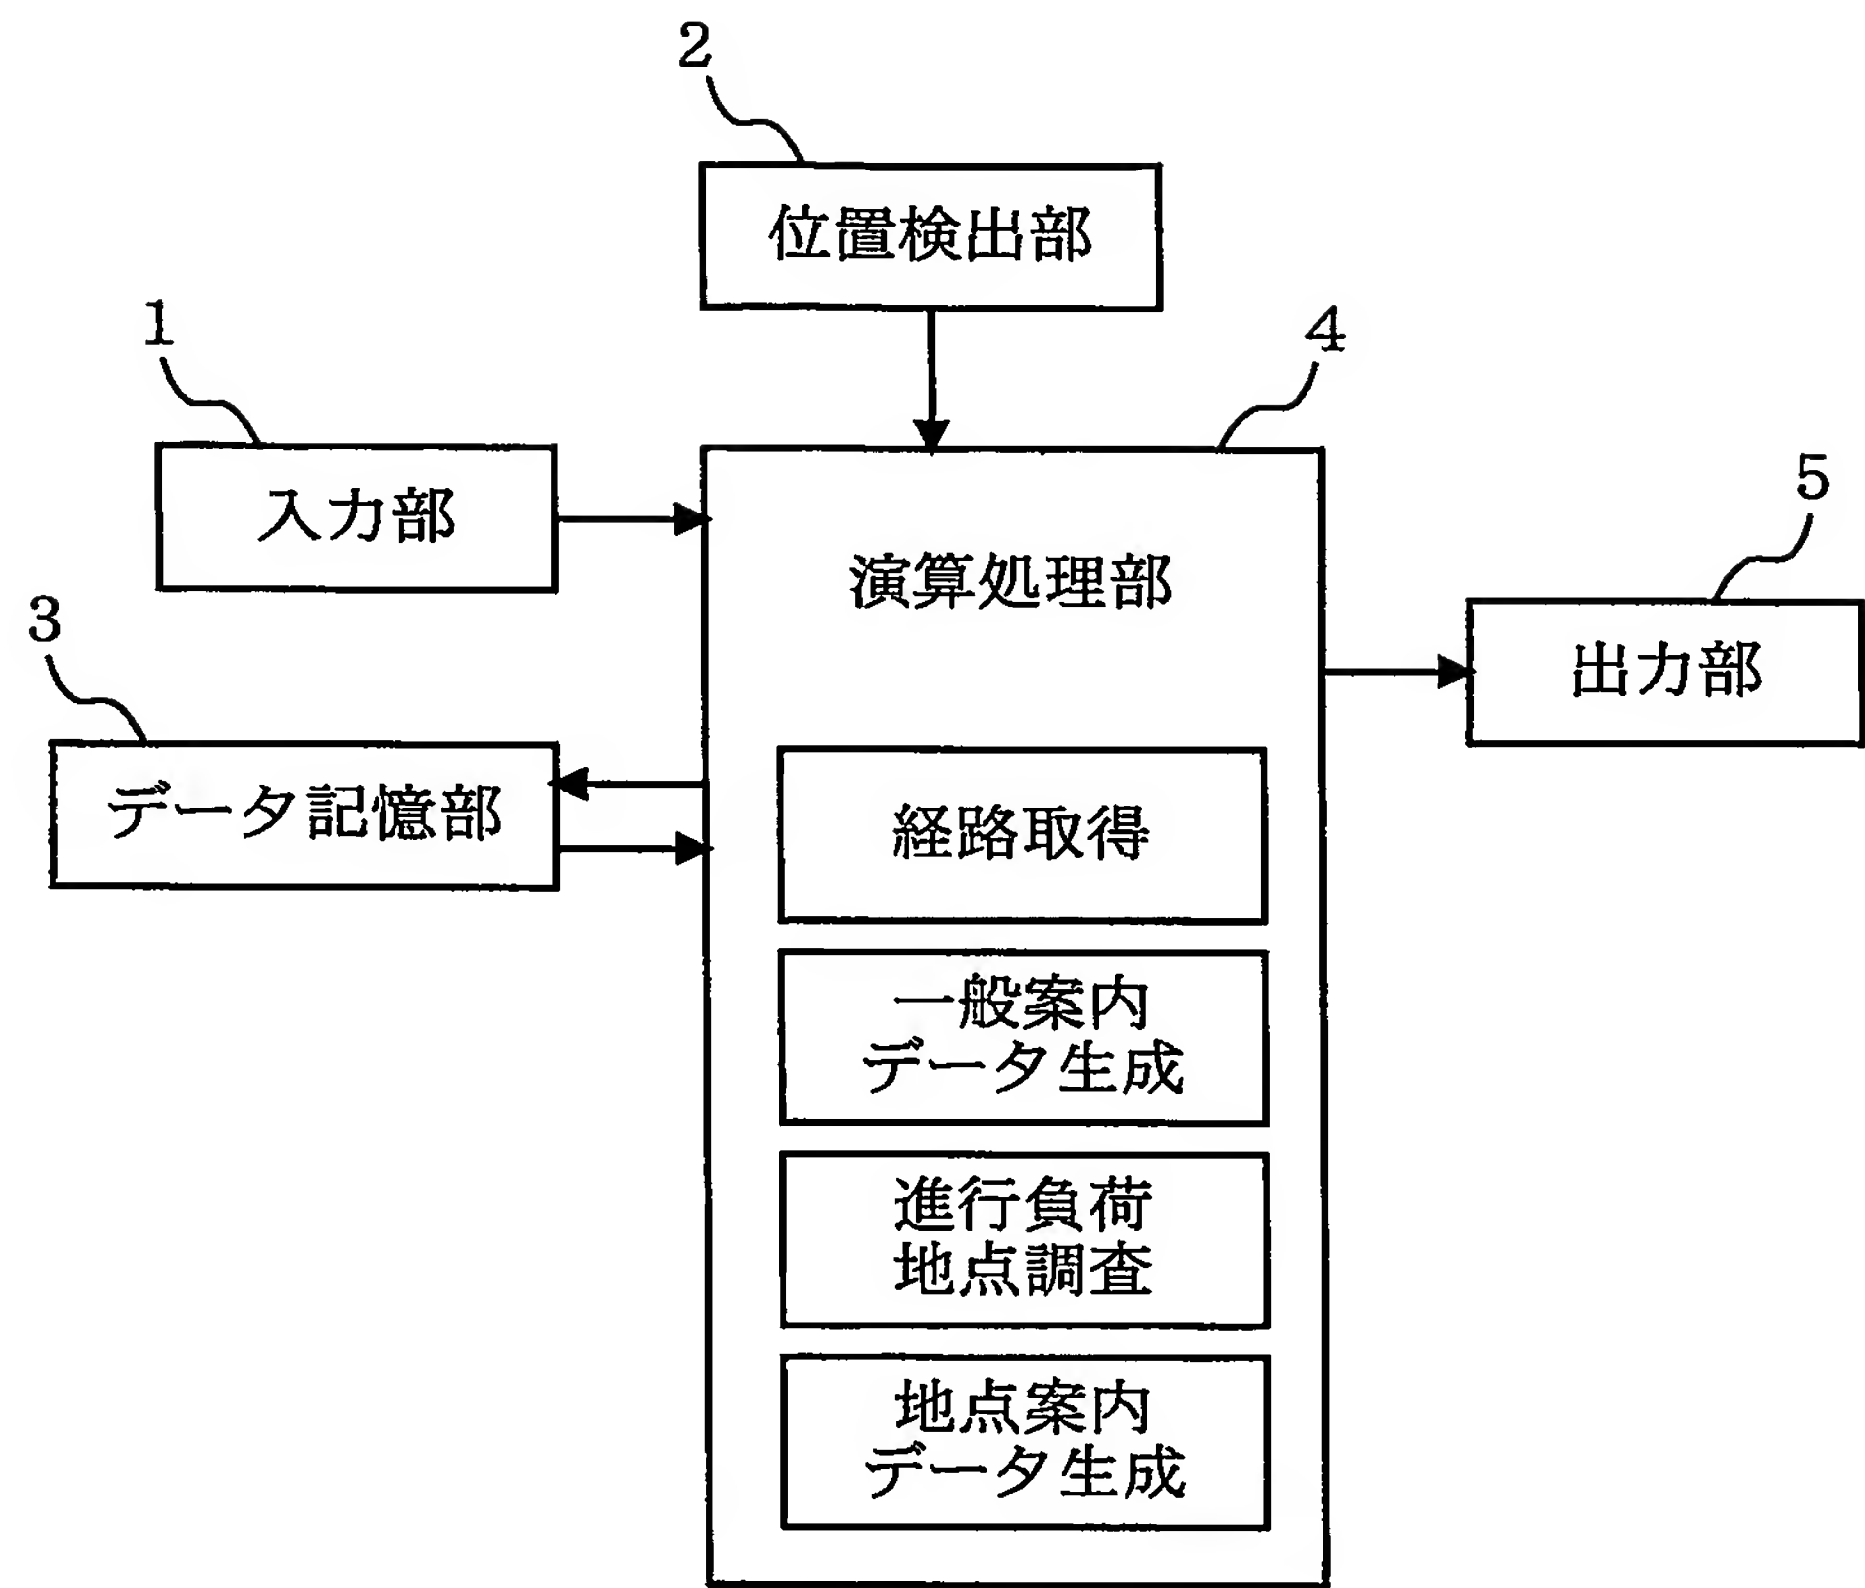 2
位置検出部
1
4
入力部
5
演算処理部
3
出力部
データ記憶部
経路取得
一般案内
データ生成
進行負荷
地点調査
地点案内
データ生成